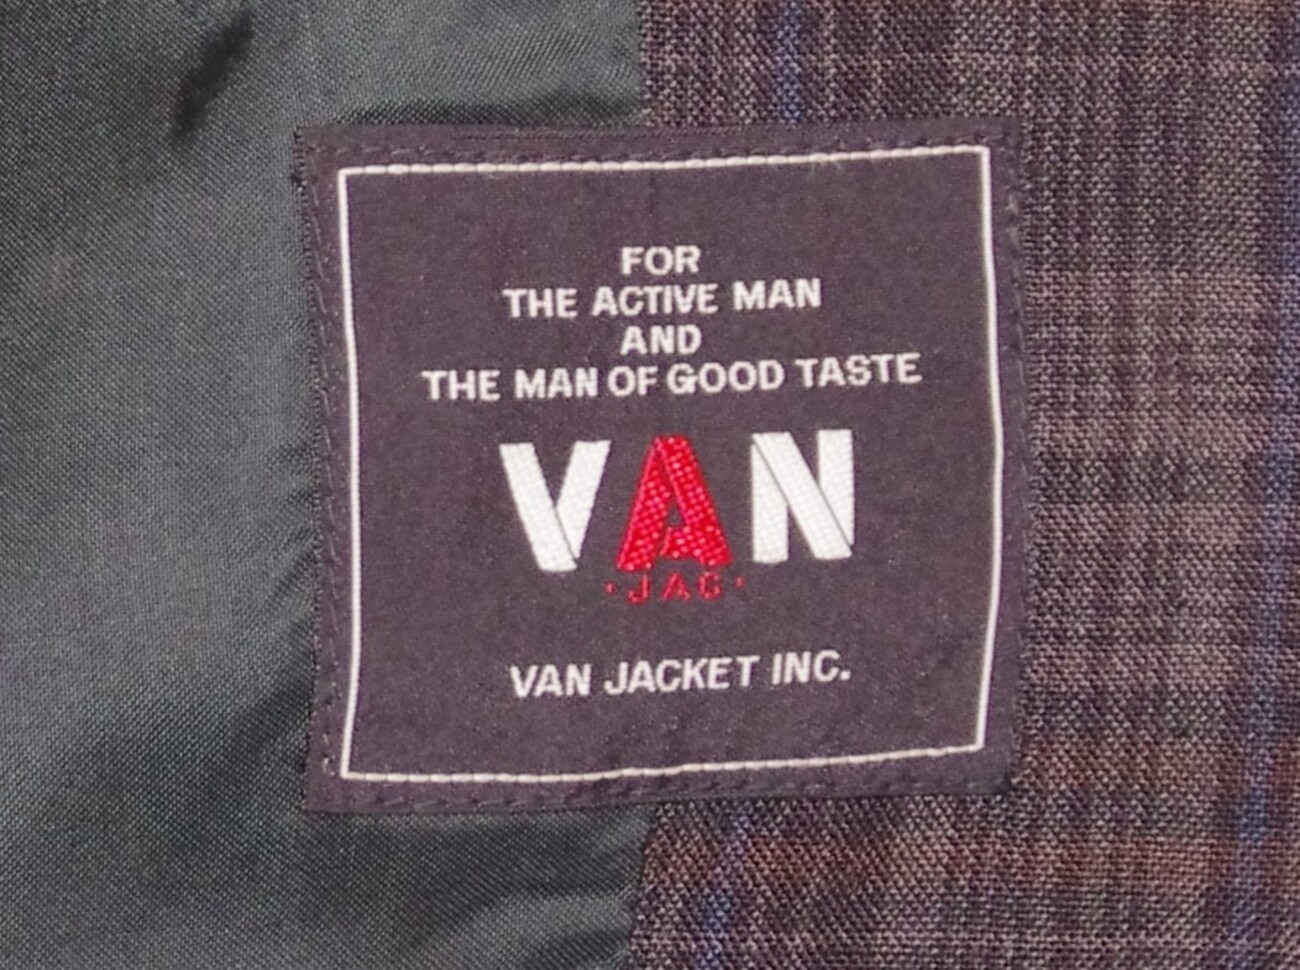 FOR
THE ACTIVE MAN
AND
THE MAN OF GOOD TASTE
VAN
·JAC·
VAN JACKET INC.